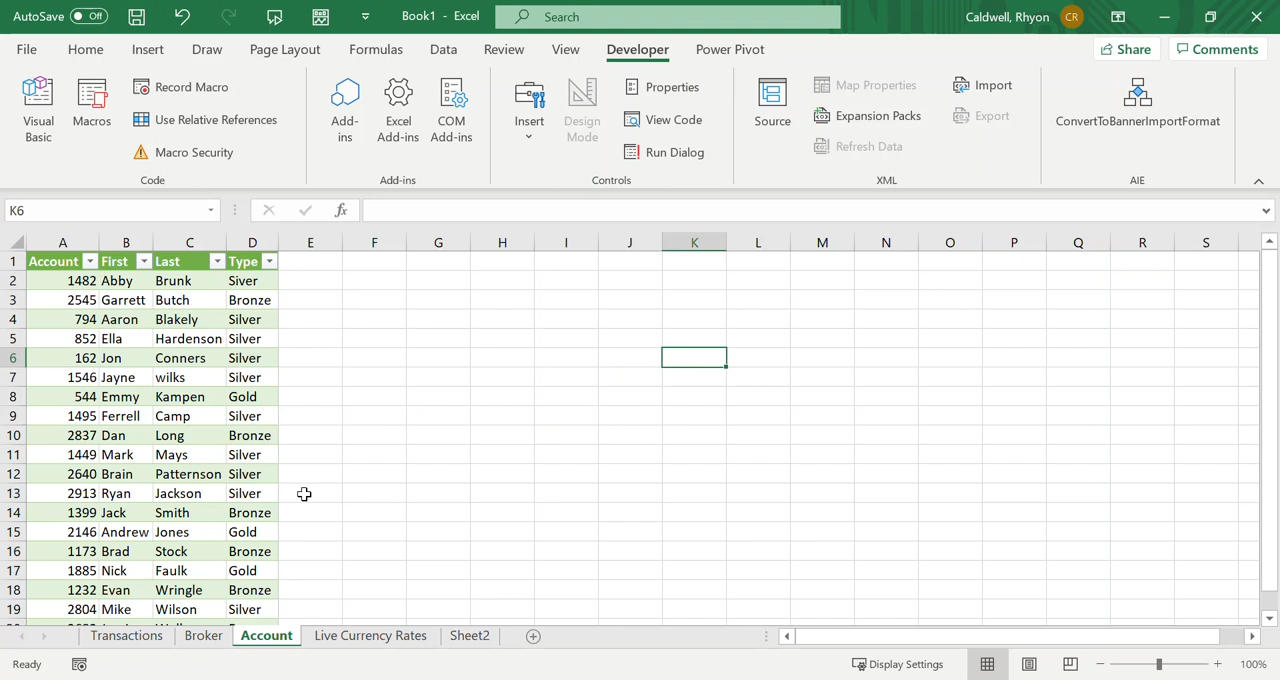 AutoSave Off Book1 - Excel Search Caldwell, Rhyon CR
File Home Insert Draw Page Layout Formulas Data Review View Developer Power Pivot Share Comments
Visual Basic
Macros
Record Macro
Use Relative References
Macro Security
Code
Add-ins
Excel Add-ins
COM Add-ins
Add-ins
Insert
Design Mode
Properties
View Code
Run Dialog
Controls
Source
Map Properties
Expansion Packs
Refresh Data
Import
Export
XML
ConvertToBannerImportFormat
AIE
K6 fx
A B C D E F G H I J K L M N O P Q R S
1 Account First Last Type
2 1482 Abby Brunk Siver
3 2545 Garrett Butch Bronze
4 794 Aaron Blakely Silver
5 852 Ella Hardenson Silver
6 162 Jon Conners Silver
7 1546 Jayne wilks Silver
8 544 Emmy Kampen Gold
9 1495 Ferrell Camp Silver
10 2837 Dan Long Bronze
11 1449 Mark Mays Silver
12 2640 Brain Patternson Silver
13 2913 Ryan Jackson Silver
14 1399 Jack Smith Bronze
15 2146 Andrew Jones Gold
16 1173 Brad Stock Bronze
17 1885 Nick Faulk Gold
18 1232 Evan Wringle Bronze
19 2804 Mike Wilson Silver
Transactions Broker Account Live Currency Rates Sheet2
Ready Display Settings 100%